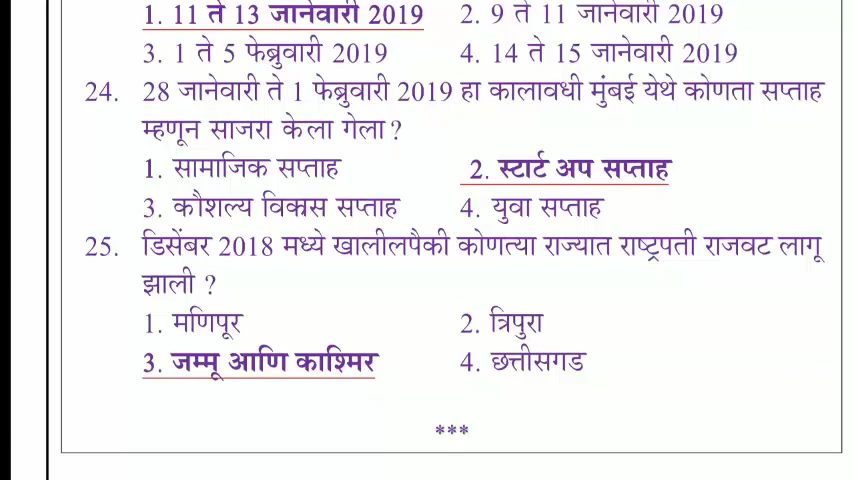 1. 11 ते 13 जानेवारी 2019 2. 9 ते 11 जानेवारी 2019
3. 1 ते 5 फेब्रुवारी 2019 4. 14 ते 15 जानेवारी 2019
24. 28 जानेवारी ते 1 फेब्रुवारी 2019 हा कालावधी मुंबई येथे कोणता सप्ताह
म्हणून साजरा केला गेला ?
1. सामाजिक सप्ताह 2. स्टार्ट अप सप्ताह
3. कौशल्य विकास सप्ताह 4. युवा सप्ताह
25. डिसेंबर 2018 मध्ये खालीलपैकी कोणत्या राज्यात राष्ट्रपती राजवट लागू
झाली ?
1. मणिपूर 2. त्रिपुरा
3. जम्मू आणि काश्मिर 4. छत्तीसगड
***